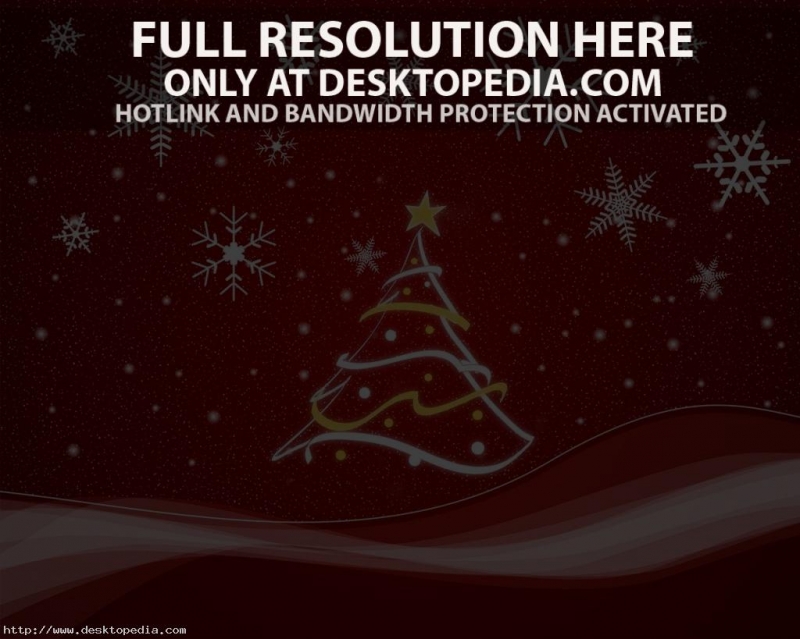 FULL RESOLUTION HERE
ONLY AT DESKTOPEDIA.COM
HOTLINK AND BANDWIDTH PROTECTION ACTIVATED
http://www.desktopedia.com